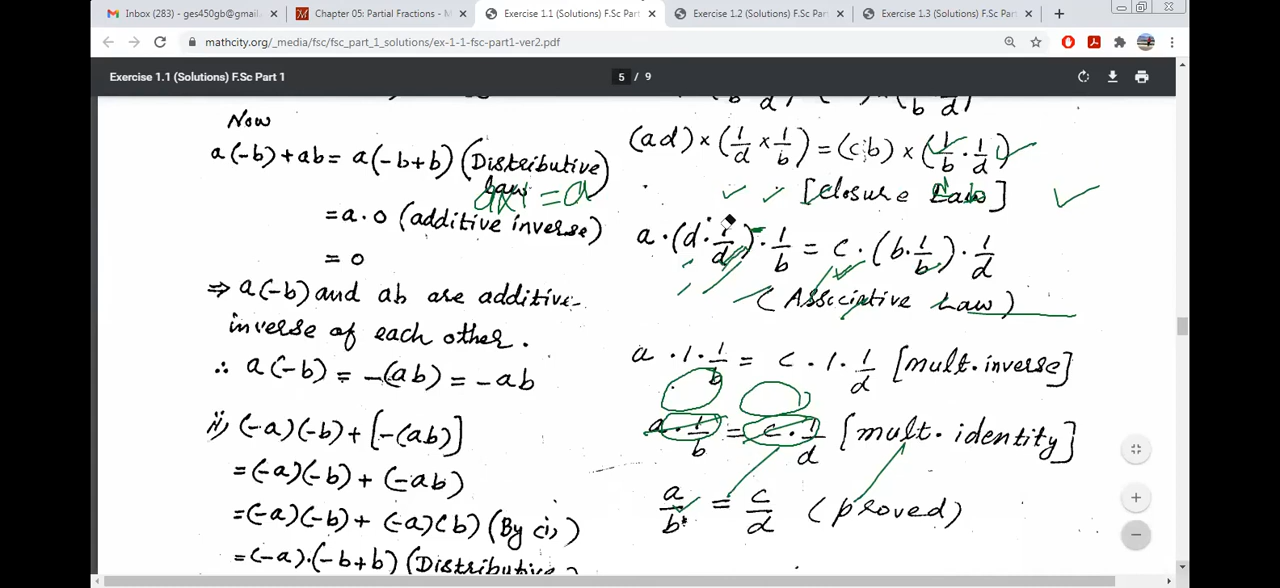 Inbox (283) - ges450gb@gmail.
Chapter 05: Partial Fractions - M
Exercise 1.1 (Solutions) F.Sc Part
Exercise 1.2 (Solutions) F.Sc Part
Exercise 1.3 (Solutions) F.Sc Part
mathcity.org/_media/fsc/fsc_part_1_solutions/ex-1-1-fsc-part1-ver2.pdf
Exercise 1.1 (Solutions) F.Sc Part 1
5 / 9
Now
a(-b)+ab = a(-b+b) (Distributive
law)
a×1 = a
= a . 0 (additive inverse)
= 0
⇒ a(-b) and ab are additive
inverse of each other.
∴ a(-b) = -(ab) = -ab
ii) (-a)(-b) + [-(ab)]
= (-a)(-b) + (-ab)
= (-a)(-b) + (-a)(b) (By (i))
= (-a).(-b+b) (Distributive
(ad) × (1/d × 1/b) = (cb) × (1/b . 1/d)
[Closure Law]
a . (d . 1/d) . 1/b = c . (b . 1/b) . 1/d
(Associative Law)
a . 1 . 1/b = c . 1 . 1/d [mult. inverse]
a . 1/b = c . 1/d [mult. identity]
a/b = c/d (proved)